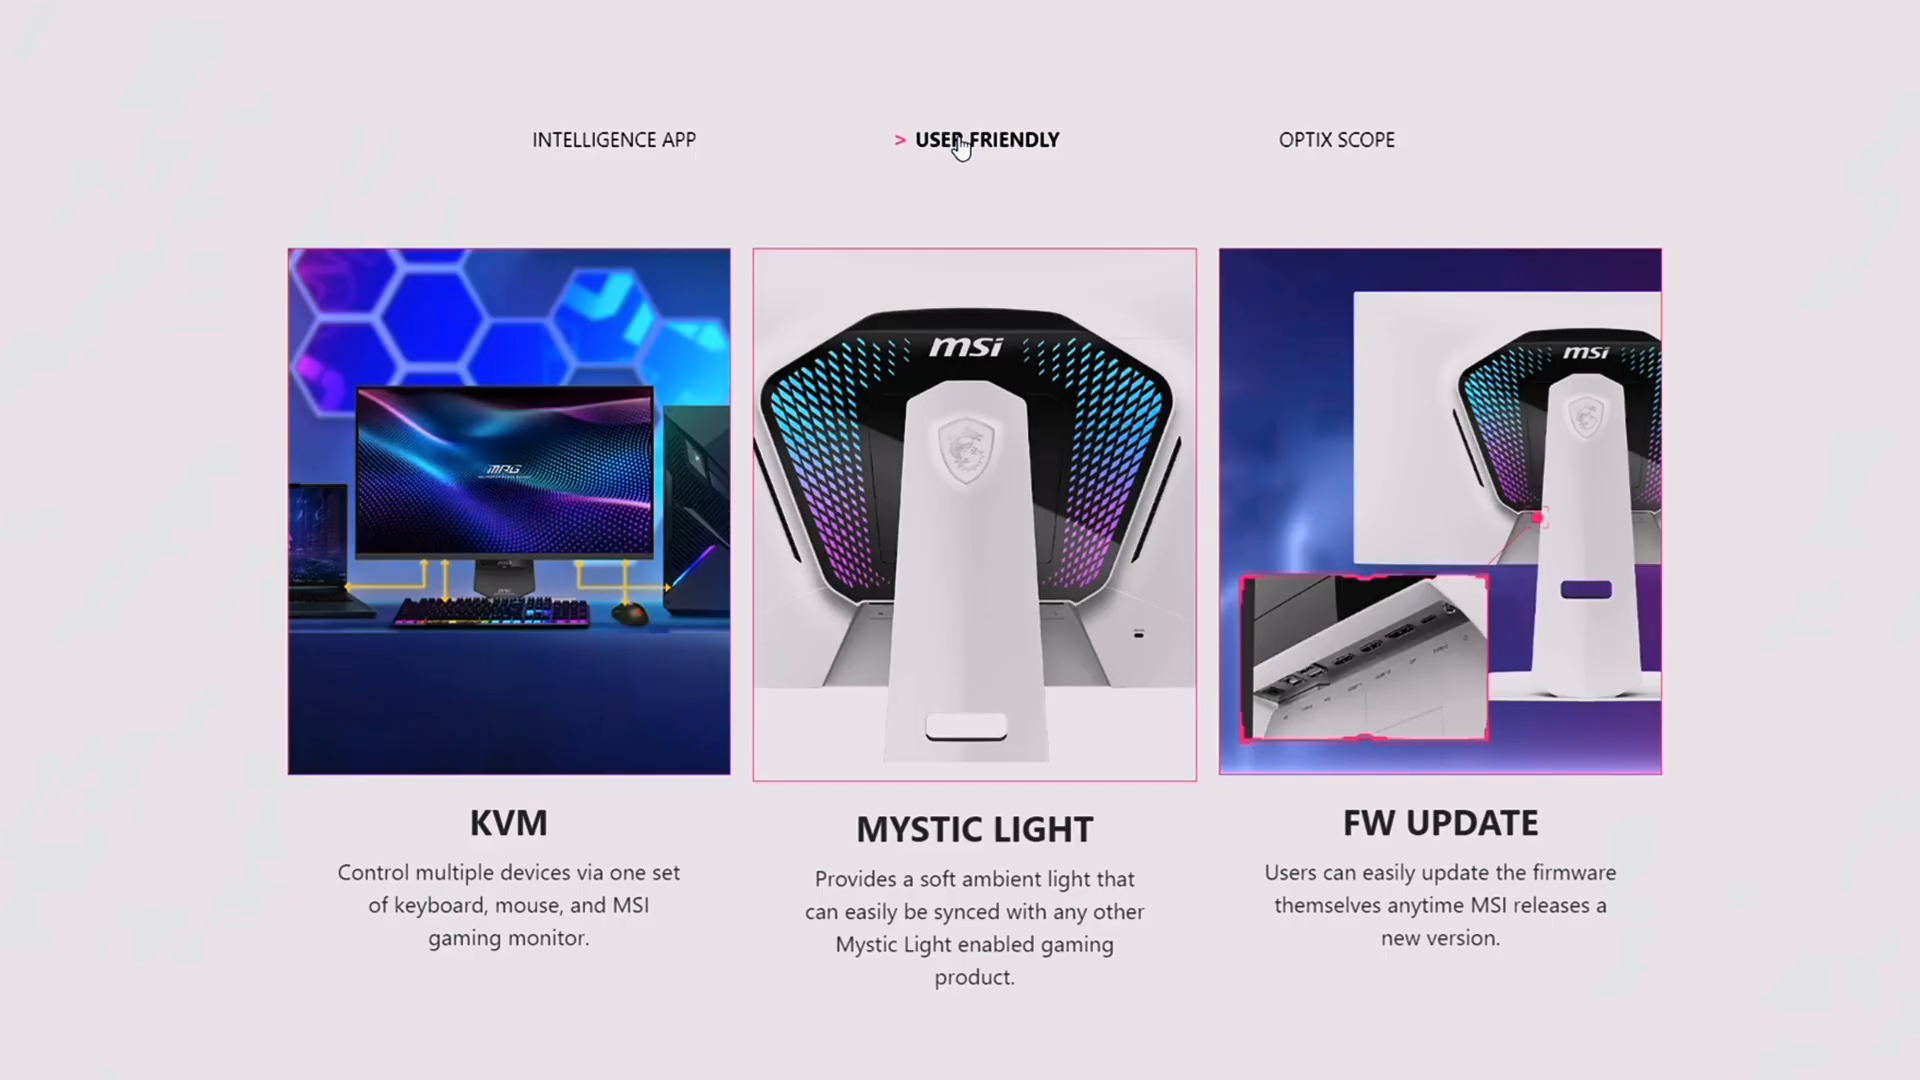 INTELLIGENCE APP
> USER FRIENDLY
OPTIX SCOPE
MPG
msi
msi
KVM
Control multiple devices via one set
of keyboard, mouse, and MSI
gaming monitor.
MYSTIC LIGHT
Provides a soft ambient light that
can easily be synced with any other
Mystic Light enabled gaming
product.
FW UPDATE
Users can easily update the firmware
themselves anytime MSI releases a
new version.